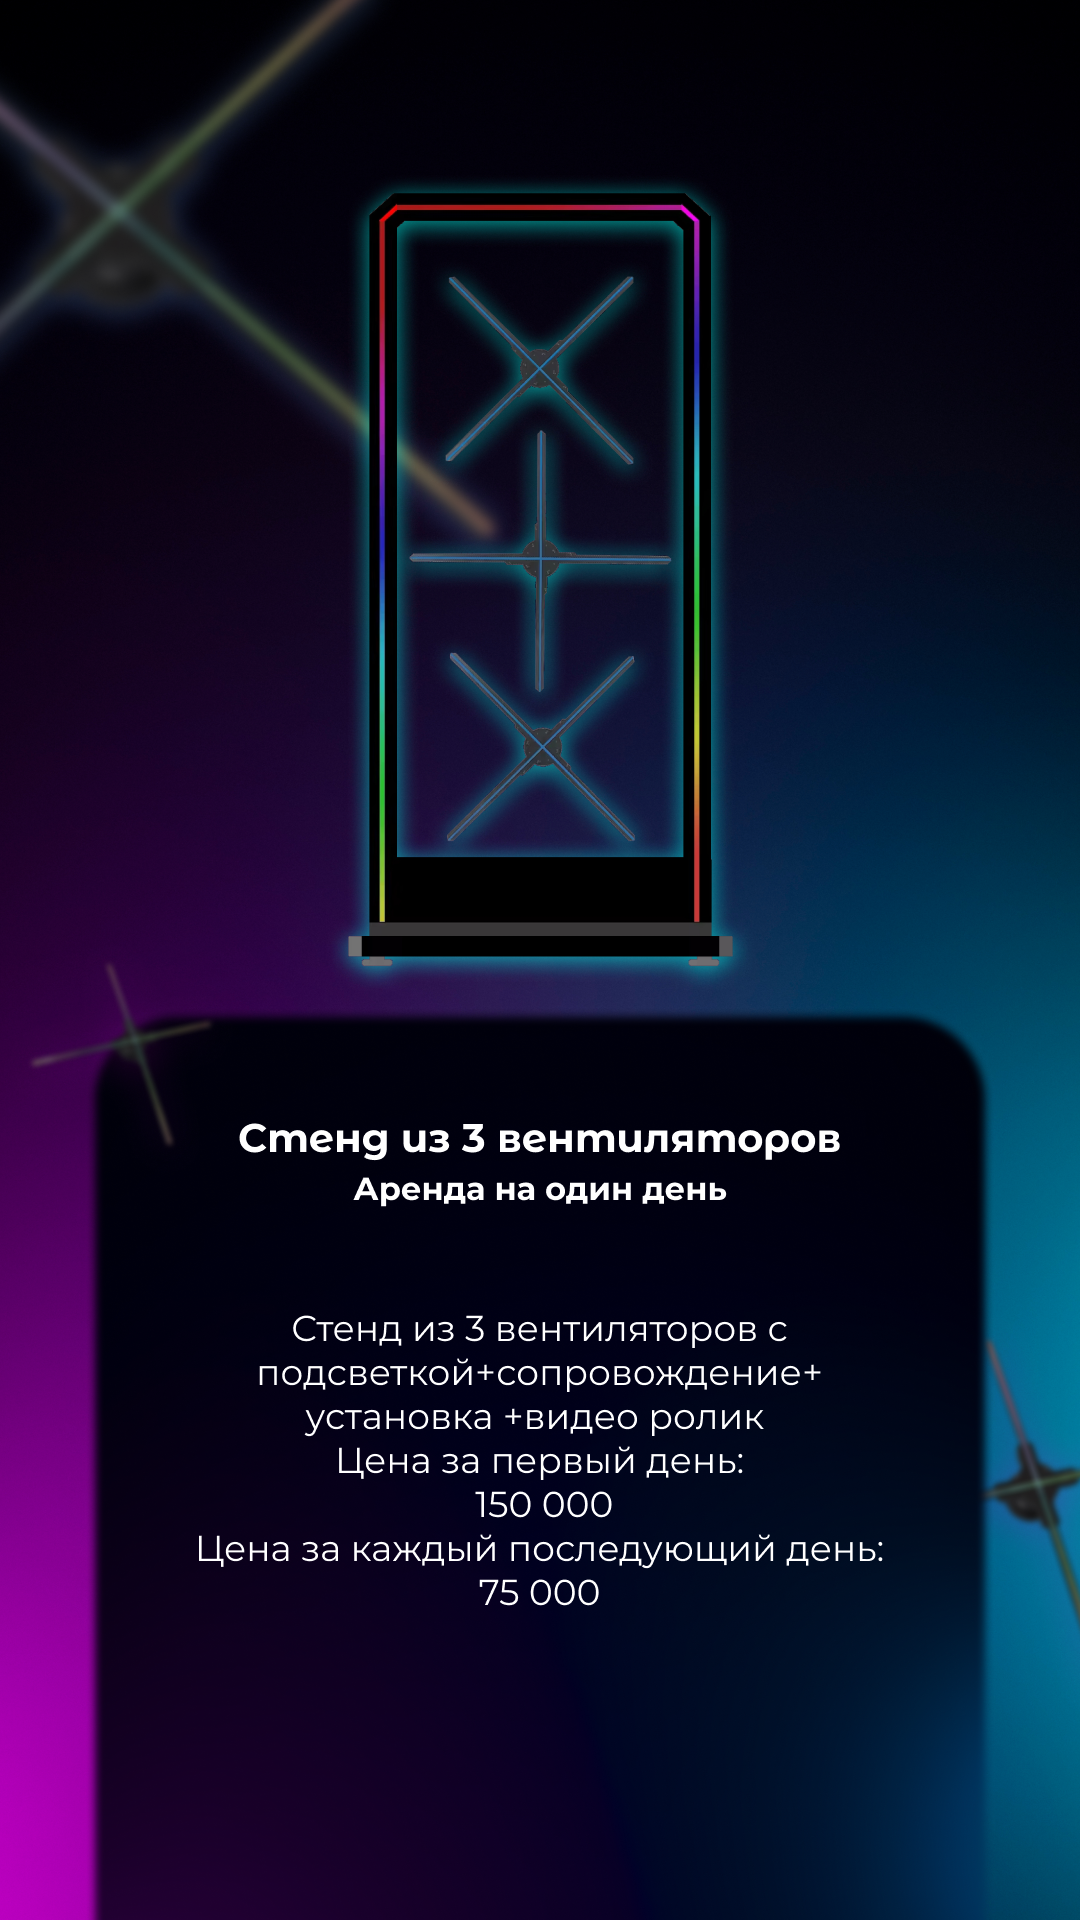 Стенд из 3 вентиляторов
Аренда на один день
Стенд из 3 вентиляторов с
подсветкой+сопровождение+
установка +видео ролик
Цена за первый день:
150 000
Цена за каждый последующий день:
75 000